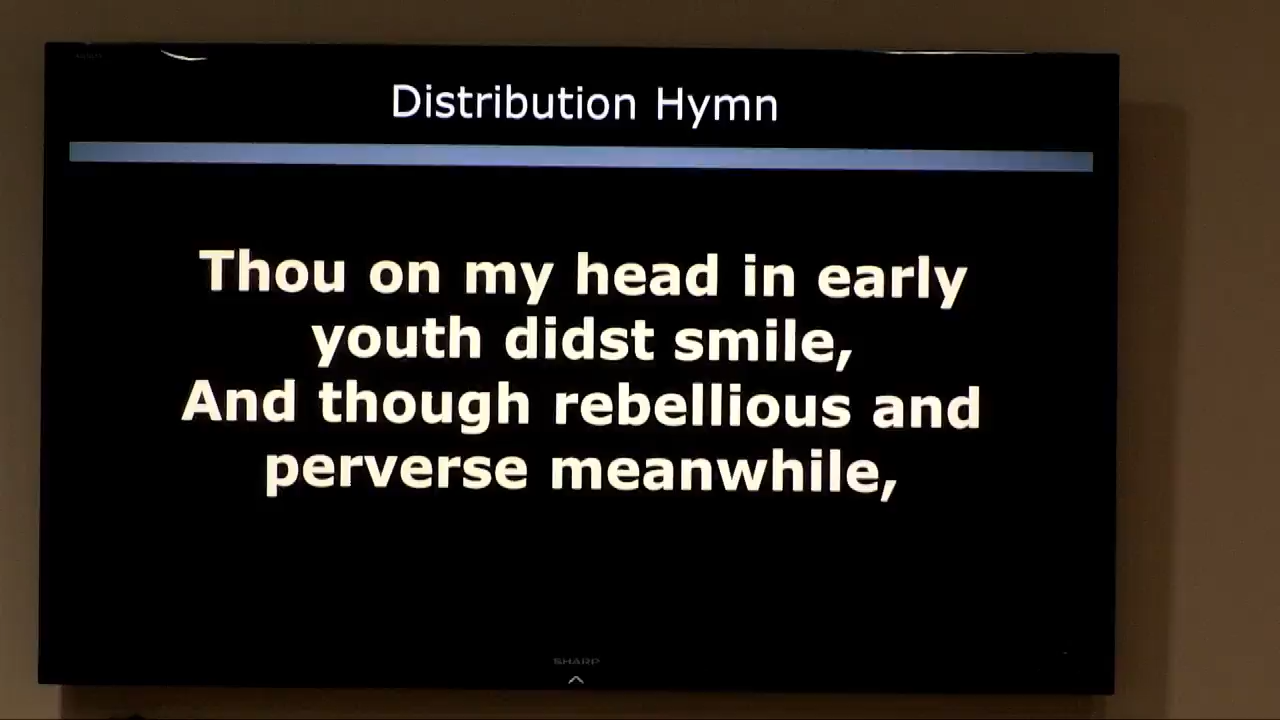 Distribution Hymn
Thou on my head in early
youth didst smile,
And though rebellious and
perverse meanwhile,
SHARP